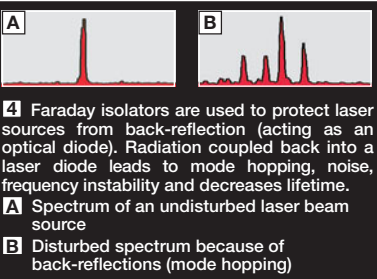 A
B
4 Faraday isolators are used to protect laser
sources from back-reflection (acting as an
optical diode). Radiation coupled back into a
laser diode leads to mode hopping, noise,
frequency instability and decreases lifetime.
A Spectrum of an undisturbed laser beam
source
B Disturbed spectrum because of
back-reflections (mode hopping)